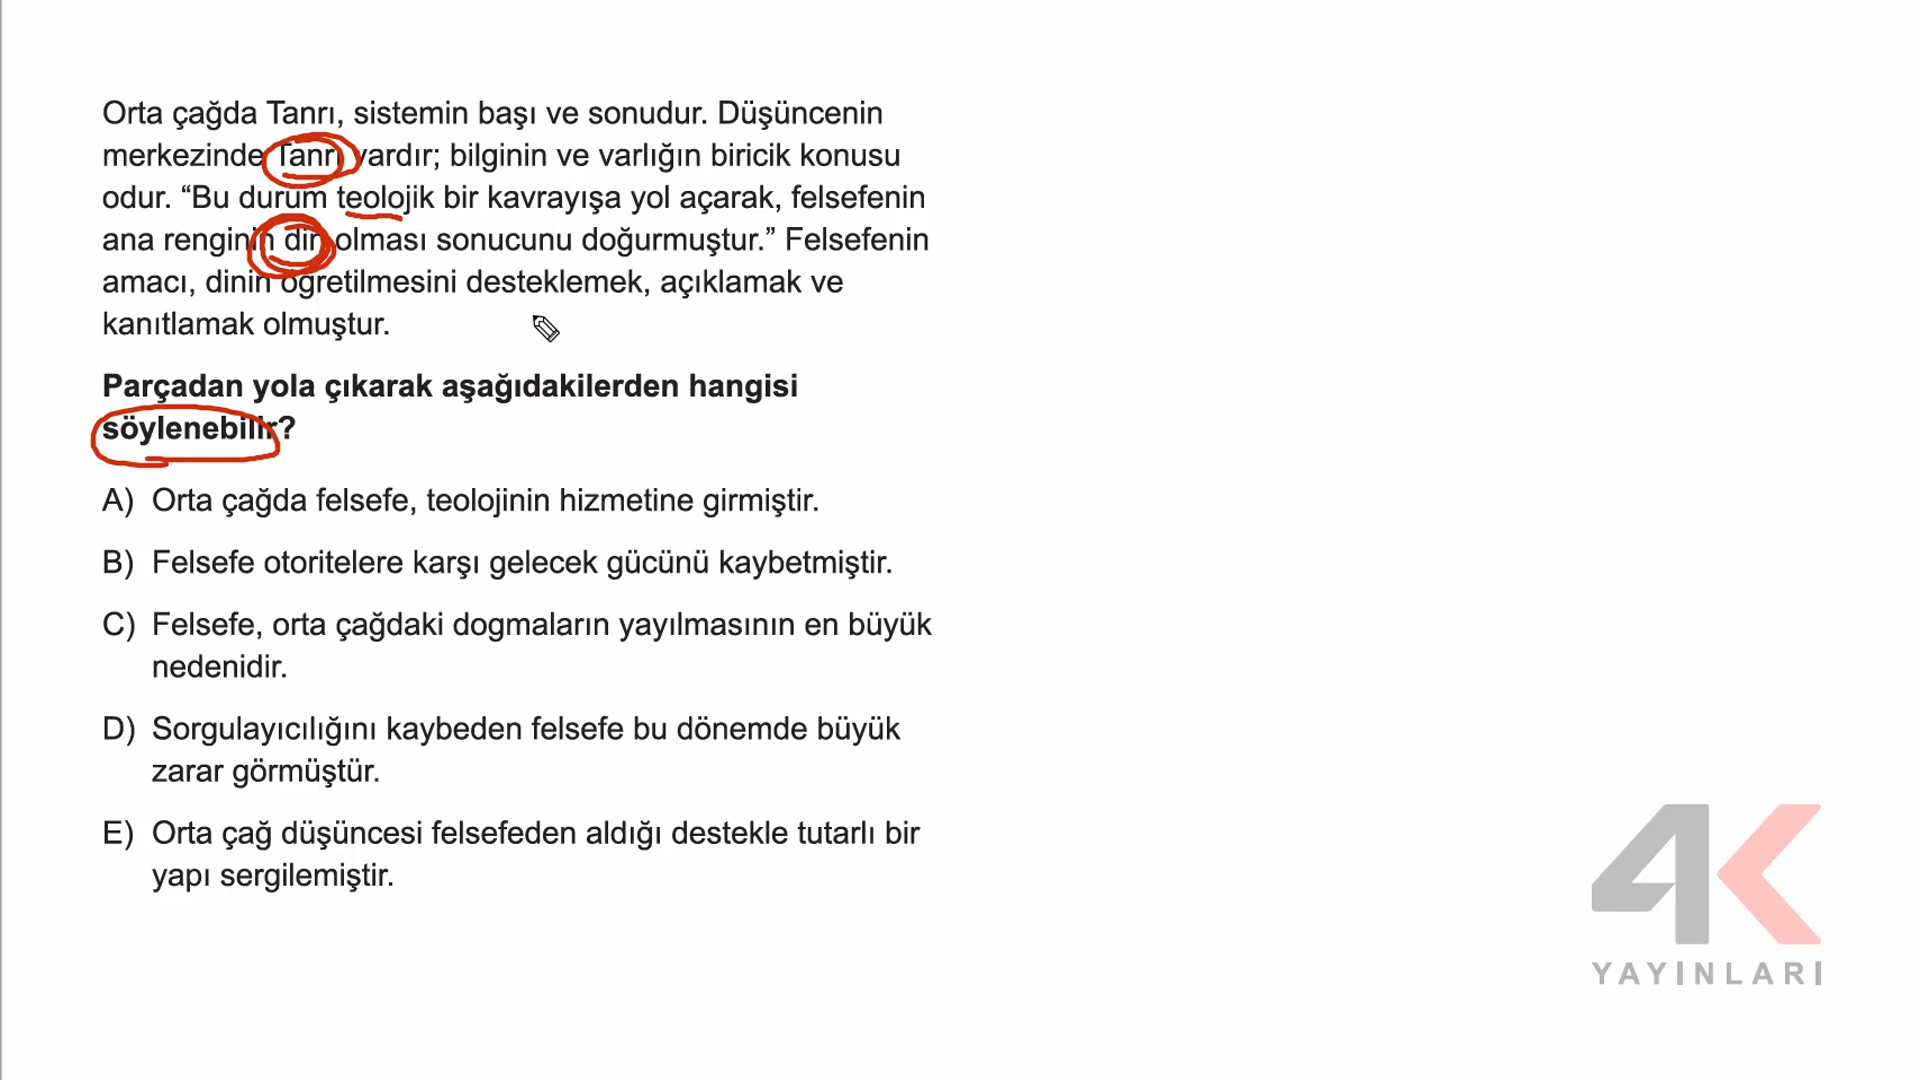 Orta çağda Tanrı, sistemin başı ve sonudur. Düşüncenin
merkezinde Tanrı vardır; bilginin ve varlığın biricik konusu
odur. “Bu durum teolojik bir kavrayışa yol açarak, felsefenin
ana renginin din olması sonucunu doğurmuştur.” Felsefenin
amacı, dinin öğretilmesini desteklemek, açıklamak ve
kanıtlamak olmuştur.
Parçadan yola çıkarak aşağıdakilerden hangisi
söylenebilir?
A) Orta çağda felsefe, teolojinin hizmetine girmiştir.
B) Felsefe otoritelere karşı gelecek gücünü kaybetmiştir.
C) Felsefe, orta çağdaki dogmaların yayılmasının en büyük
nedenidir.
D) Sorgulayıcılığını kaybeden felsefe bu dönemde büyük
zarar görmüştür.
E) Orta çağ düşüncesi felsefeden aldığı destekle tutarlı bir
yapı sergilemiştir.
4K
YAYINLARI